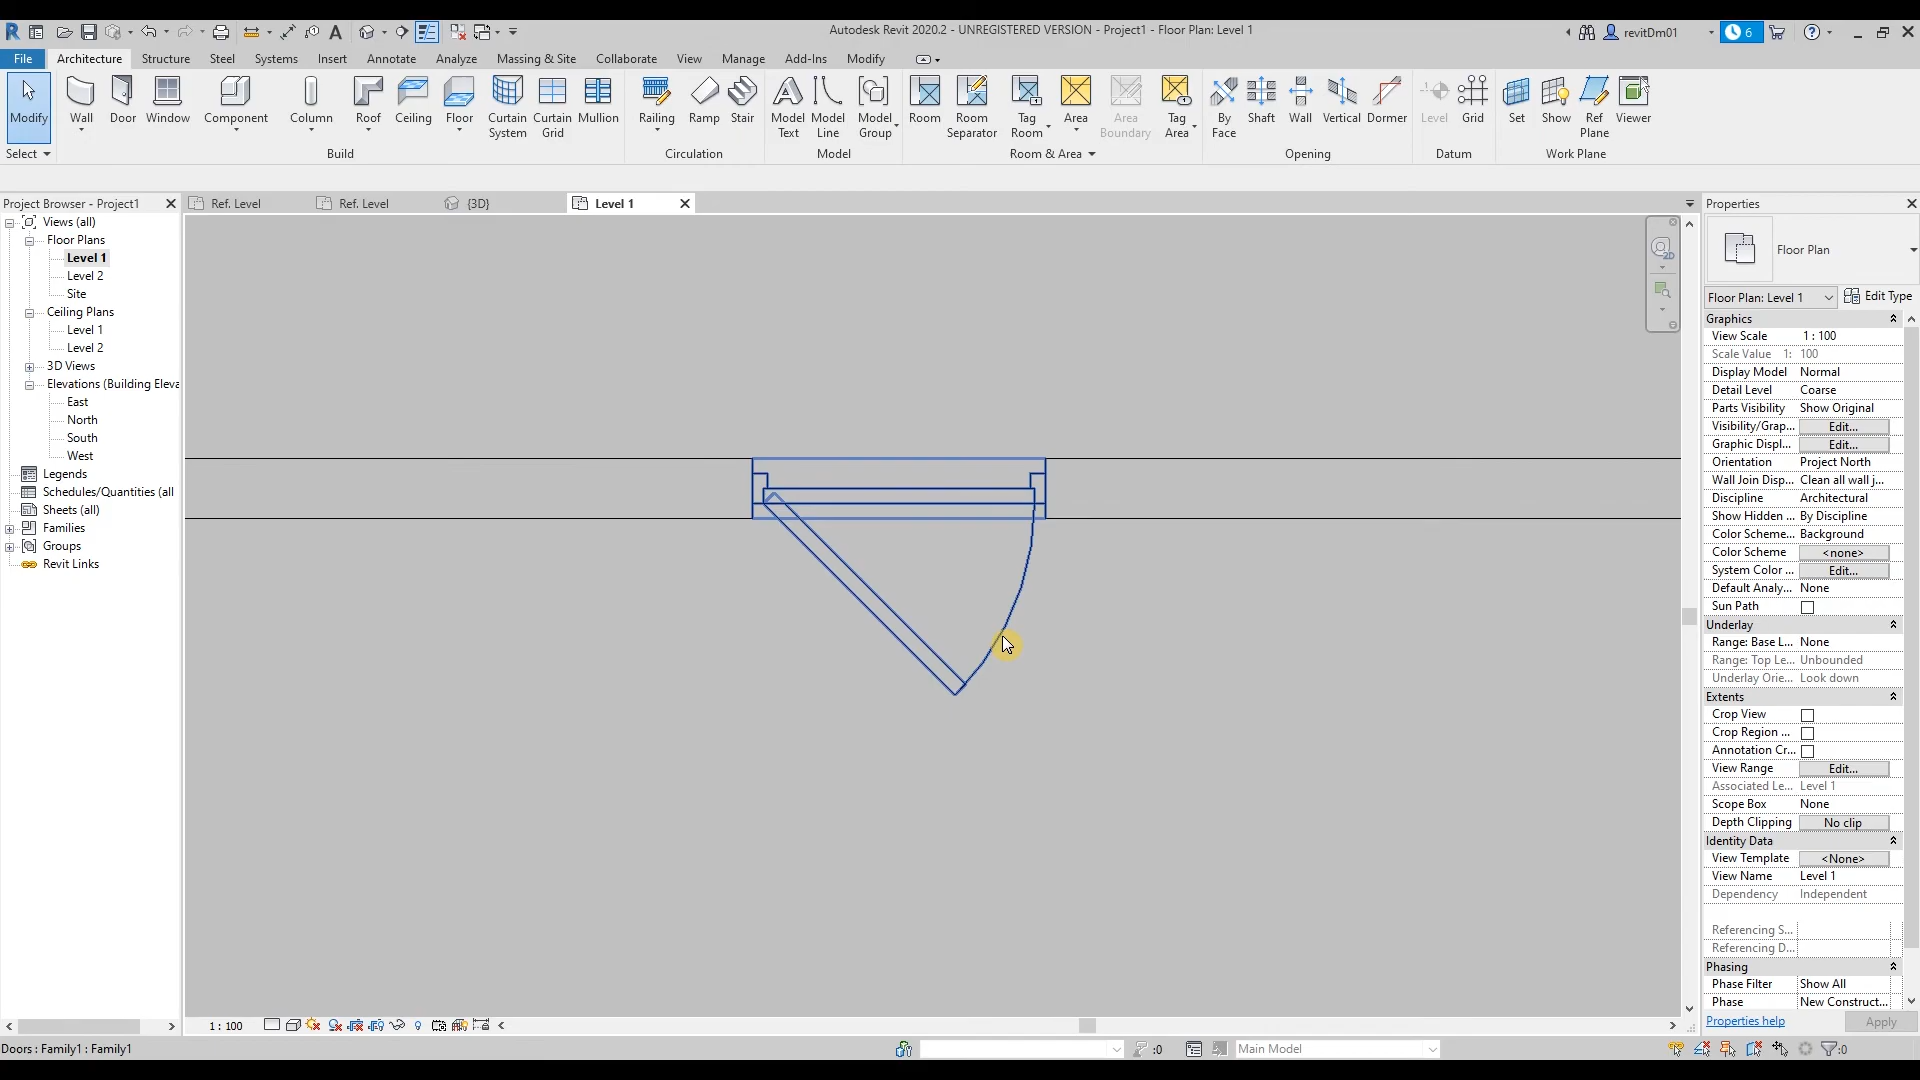 Autodesk Revit 2020.2 - UNREGISTERED VERSION - Project1 - Floor Plan: Level 1
revitDm01
6
File Architecture Structure Steel Systems Insert Annotate Analyze Massing & Site Collaborate View Manage Add-Ins Modify
Modify Wall Door Window Component Column Roof Ceiling Floor Curtain System Curtain Grid Mullion Railing Ramp Stair Model Text Model Line Model Group Room Room Separator Tag Room Area Area Boundary Tag Area By Face Shaft Wall Vertical Dormer Level Grid Set Show Ref Plane Viewer
Select Build Circulation Model Room & Area Opening Datum Work Plane
Project Browser - Project1
Ref. Level Ref. Level {3D} Level 1
Views (all)
Floor Plans
Level 1
Level 2
Site
Ceiling Plans
Level 1
Level 2
3D Views
Elevations (Building Eleva
East
North
South
West
Legends
Schedules/Quantities (all
Sheets (all)
Families
Groups
Revit Links
2D
Properties
Floor Plan
Floor Plan: Level 1 Edit Type
Graphics
View Scale 1 : 100
Scale Value 1: 100
Display Model Normal
Detail Level Coarse
Parts Visibility Show Original
Visibility/Grap... Edit...
Graphic Displ... Edit...
Orientation Project North
Wall Join Disp... Clean all wall j...
Discipline Architectural
Show Hidden ... By Discipline
Color Scheme... Background
Color Scheme <none>
System Color ... Edit...
Default Analy... None
Sun Path
Underlay
Range: Base L... None
Range: Top Le... Unbounded
Underlay Orie... Look down
Extents
Crop View
Crop Region ...
Annotation Cr...
View Range Edit...
Associated Le... Level 1
Scope Box None
Depth Clipping No clip
Identity Data
View Template <None>
View Name Level 1
Dependency Independent
Referencing S...
Referencing D...
Phasing
Phase Filter Show All
Phase New Construct...
Properties help Apply
1 : 100
Doors : Family1 : Family1
:0
Main Model
:0